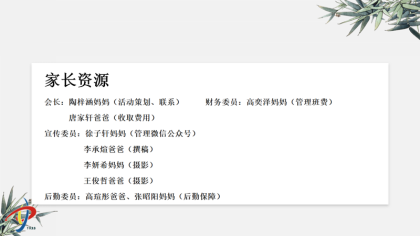 家长资源
会长：陶梓涵妈妈（活动策划、联系） 财务委员：高奕泽妈妈（管理班费）
唐家轩爸爸（收取费用）
宣传委员：徐子轩妈妈（管理微信公众号）
李承煊爸爸（撰稿）
李妍希妈妈（摄影）
王俊哲爸爸（摄影）
后勤委员：高瑄彤爸爸、张昭阳妈妈（后勤保障）